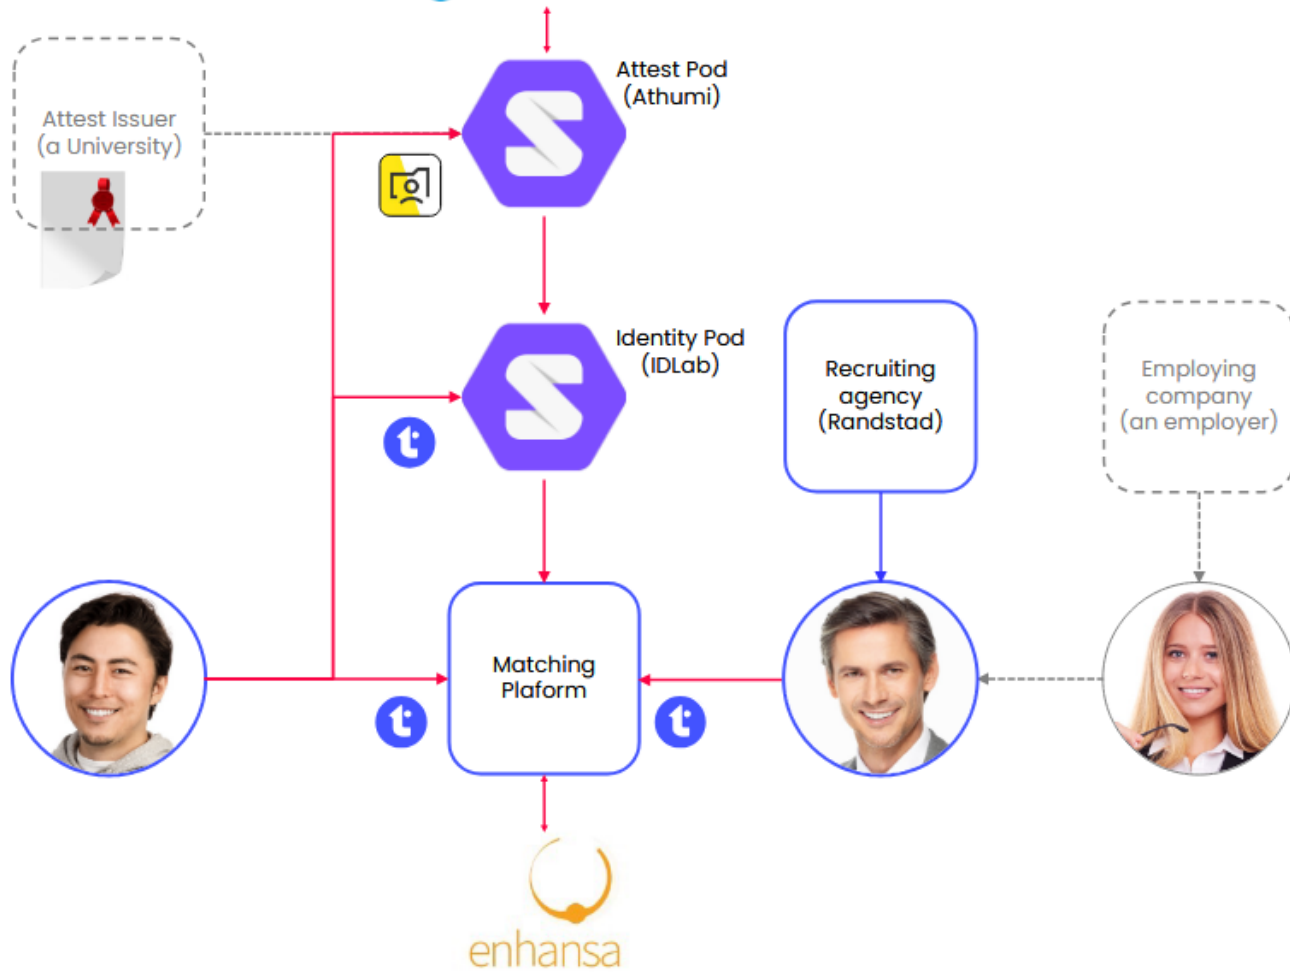 Attest Pod
(Athumi)
Attest Issuer
(a University)
Identity Pod
(IDLab)
Recruiting
agency
(Randstad)
Employing
company
(an employer)
Matching
Plaform
enhansa